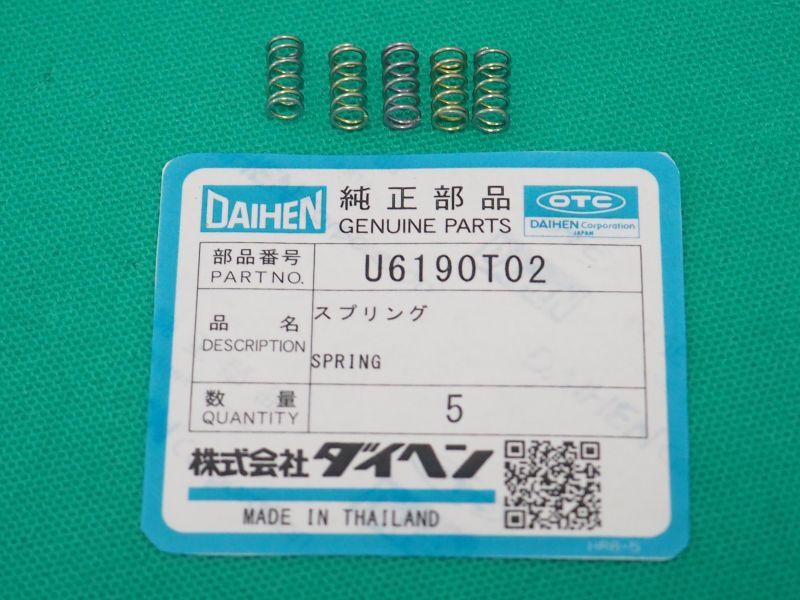 DAIHEN 純正部品 OTC
GENUINE PARTS DAIHEN Corporation
JAPAN
部品番号 U6190T02
PART NO.
品名 スプリング
DESCRIPTION SPRING
数量 5
QUANTITY
株式会社ダイヘン
MADE IN THAILAND
HR6-5